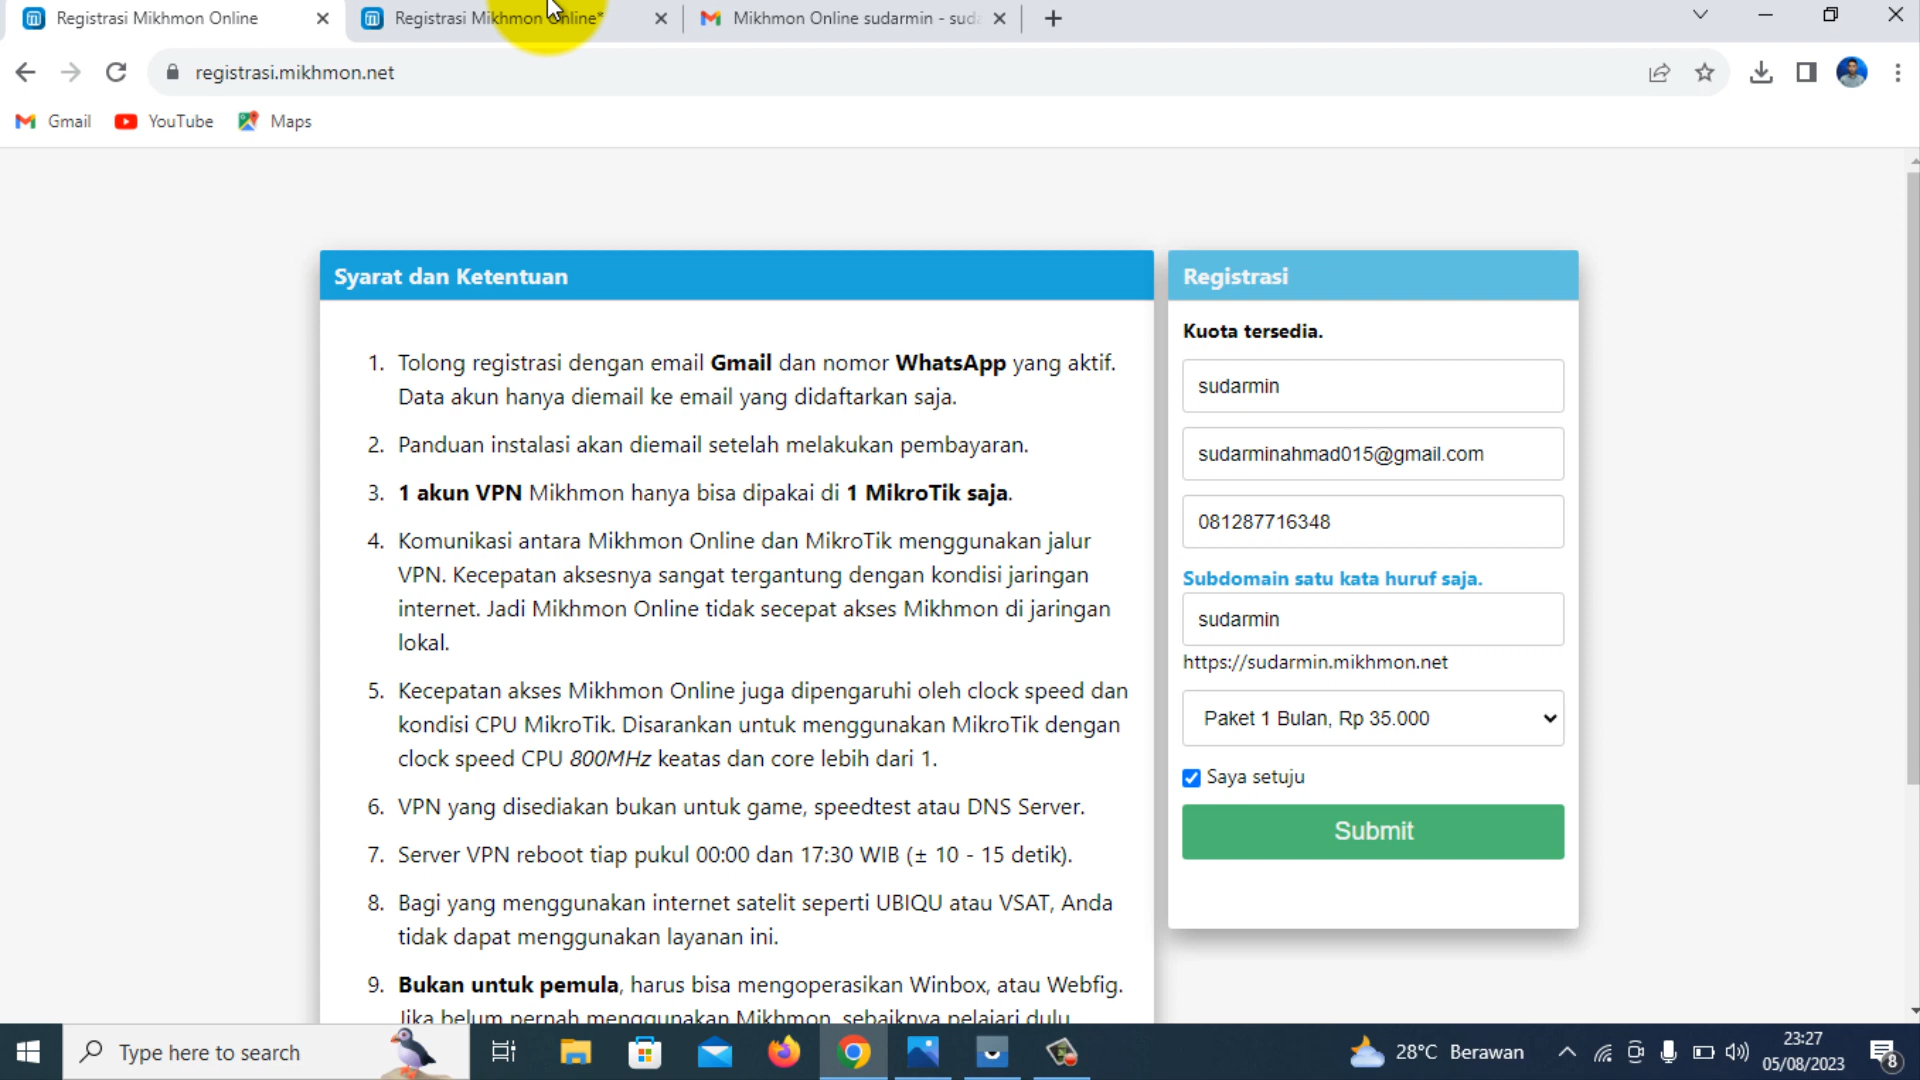 Registrasi Mikhmon Online
Registrasi Mikhmon Online*
Mikhmon Online sudarmin - suda
registrasi.mikhmon.net
Gmail
YouTube
Maps
Syarat dan Ketentuan
1. Tolong registrasi dengan email Gmail dan nomor WhatsApp yang aktif.
Data akun hanya diemail ke email yang didaftarkan saja.
2. Panduan instalasi akan diemail setelah melakukan pembayaran.
3. 1 akun VPN Mikhmon hanya bisa dipakai di 1 MikroTik saja.
4. Komunikasi antara Mikhmon Online dan MikroTik menggunakan jalur
VPN. Kecepatan aksesnya sangat tergantung dengan kondisi jaringan
internet. Jadi Mikhmon Online tidak secepat akses Mikhmon di jaringan
lokal.
5. Kecepatan akses Mikhmon Online juga dipengaruhi oleh clock speed dan
kondisi CPU MikroTik. Disarankan untuk menggunakan MikroTik dengan
clock speed CPU 800MHz keatas dan core lebih dari 1.
6. VPN yang disediakan bukan untuk game, speedtest atau DNS Server.
7. Server VPN reboot tiap pukul 00:00 dan 17:30 WIB (± 10 - 15 detik).
8. Bagi yang menggunakan internet satelit seperti UBIQU atau VSAT, Anda
tidak dapat menggunakan layanan ini.
9. Bukan untuk pemula, harus bisa mengoperasikan Winbox, atau Webfig.
Jika belum pernah menggunakan Mikhmon, sebaiknya pelajari dulu
Registrasi
Kuota tersedia.
sudarmin
sudarminahmad015@gmail.com
081287716348
Subdomain satu kata huruf saja.
sudarmin
https://sudarmin.mikhmon.net
Paket 1 Bulan, Rp 35.000
Saya setuju
Submit
Type here to search
28°C Berawan
23:27
05/08/2023
8